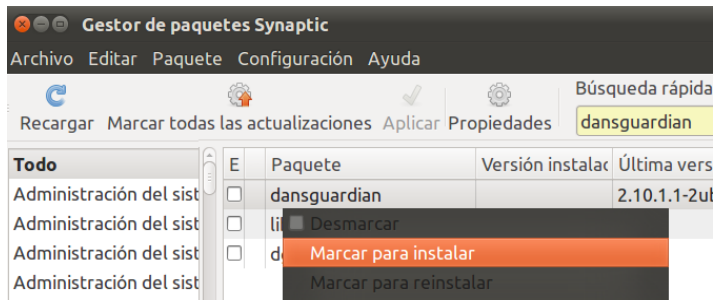 Gestor de paquetes Synaptic
Archivo Editar Paquete Configuración Ayuda
Búsqueda rápida
Recargar Marcar todas las actualizaciones Aplicar Propiedades
dansguardian
Todo E Paquete Versión instalac Última vers
Administración del sist dansguardian 2.10.1.1-2ub
Administración del sist Desmarcar
Administración del sist Marcar para instalar
Administración del sist Marcar para reinstalar